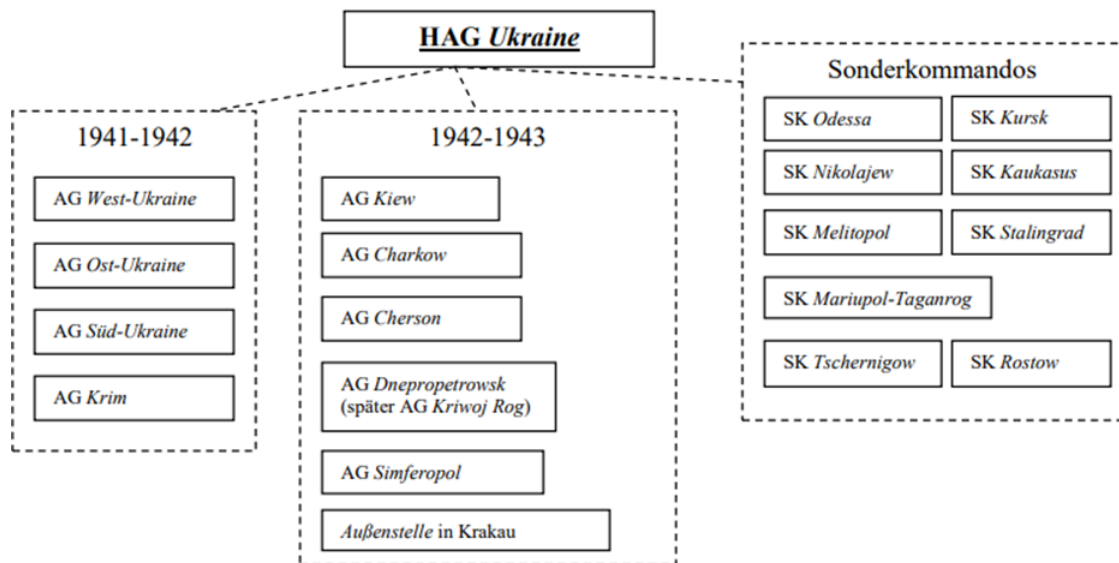 HAG Ukraine
1941-1942
AG West-Ukraine
AG Ost-Ukraine
AG Süd-Ukraine
AG Krim
1942-1943
AG Kiew
AG Charkow
AG Cherson
AG Dnepropetrowsk
(später AG Kriwoj Rog)
AG Simferopol
Außenstelle in Krakau
Sonderkommandos
SK Odessa
SK Kursk
SK Nikolajew
SK Kaukasus
SK Melitopol
SK Stalingrad
SK Mariupol-Taganrog
SK Tschernigow
SK Rostow